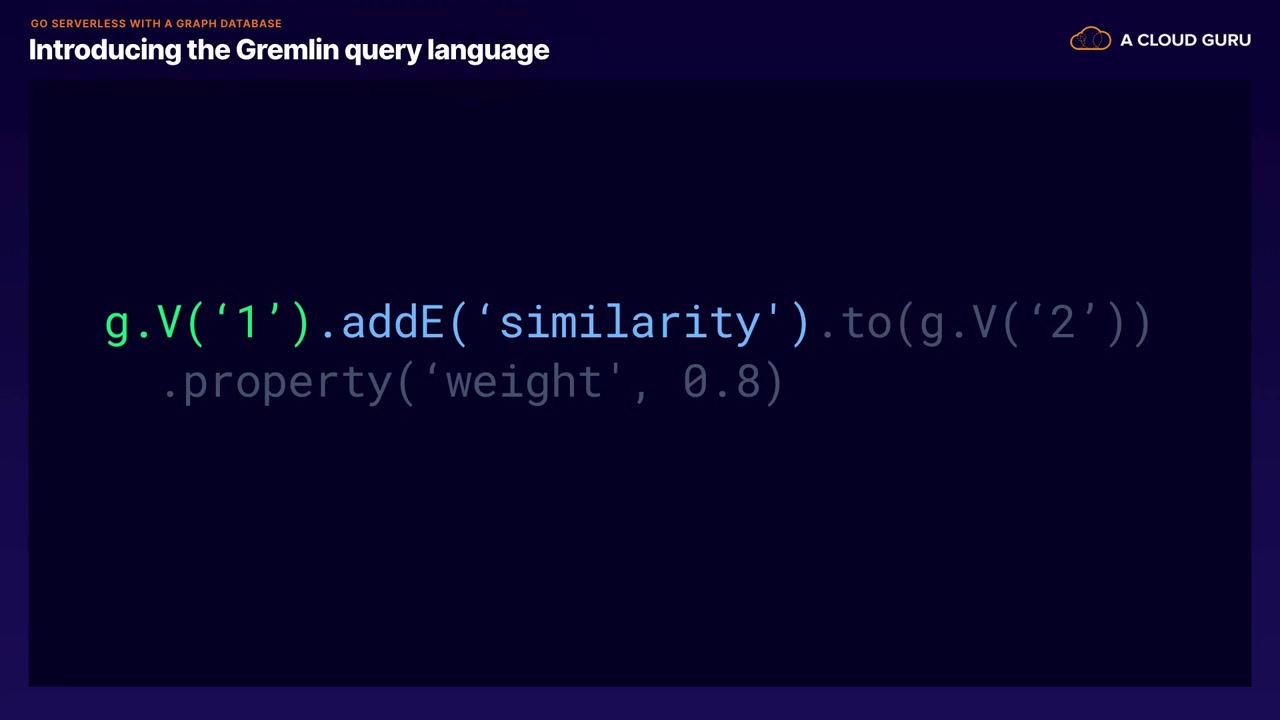 GO SERVERLESS WITH A GRAPH DATABASE
Introducing the Gremlin query language
A CLOUD GURU
g.V(‘1’).addE(‘similarity').to(g.V(‘2’))
.property(‘weight', 0.8)